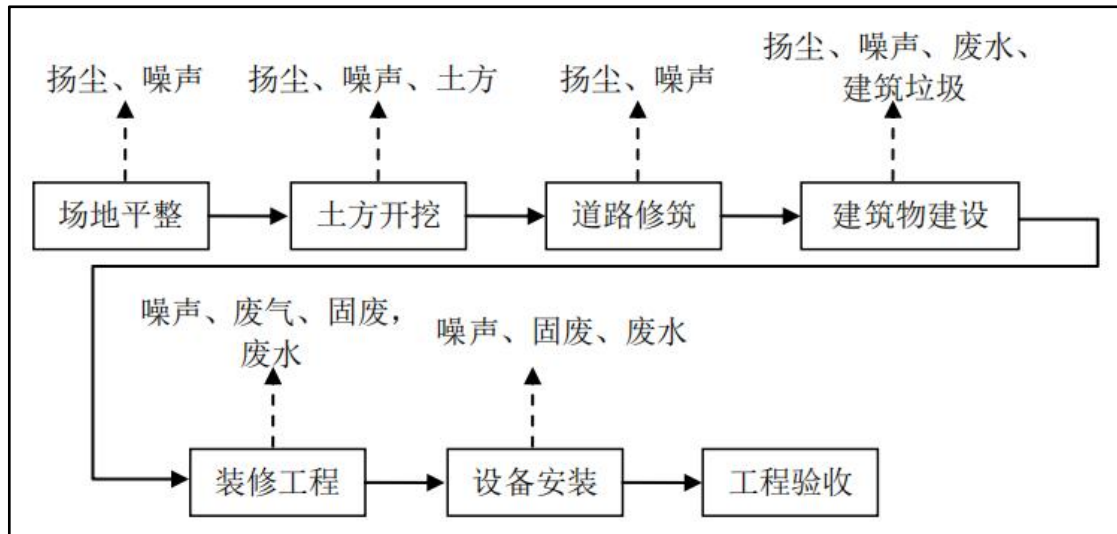 扬尘、噪声
扬尘、噪声、土方
扬尘、噪声
扬尘、噪声、废水、
建筑垃圾
场地平整
土方开挖
道路修筑
建筑物建设
噪声、废气、固废，
废水
噪声、固废、废水
装修工程
设备安装
工程验收